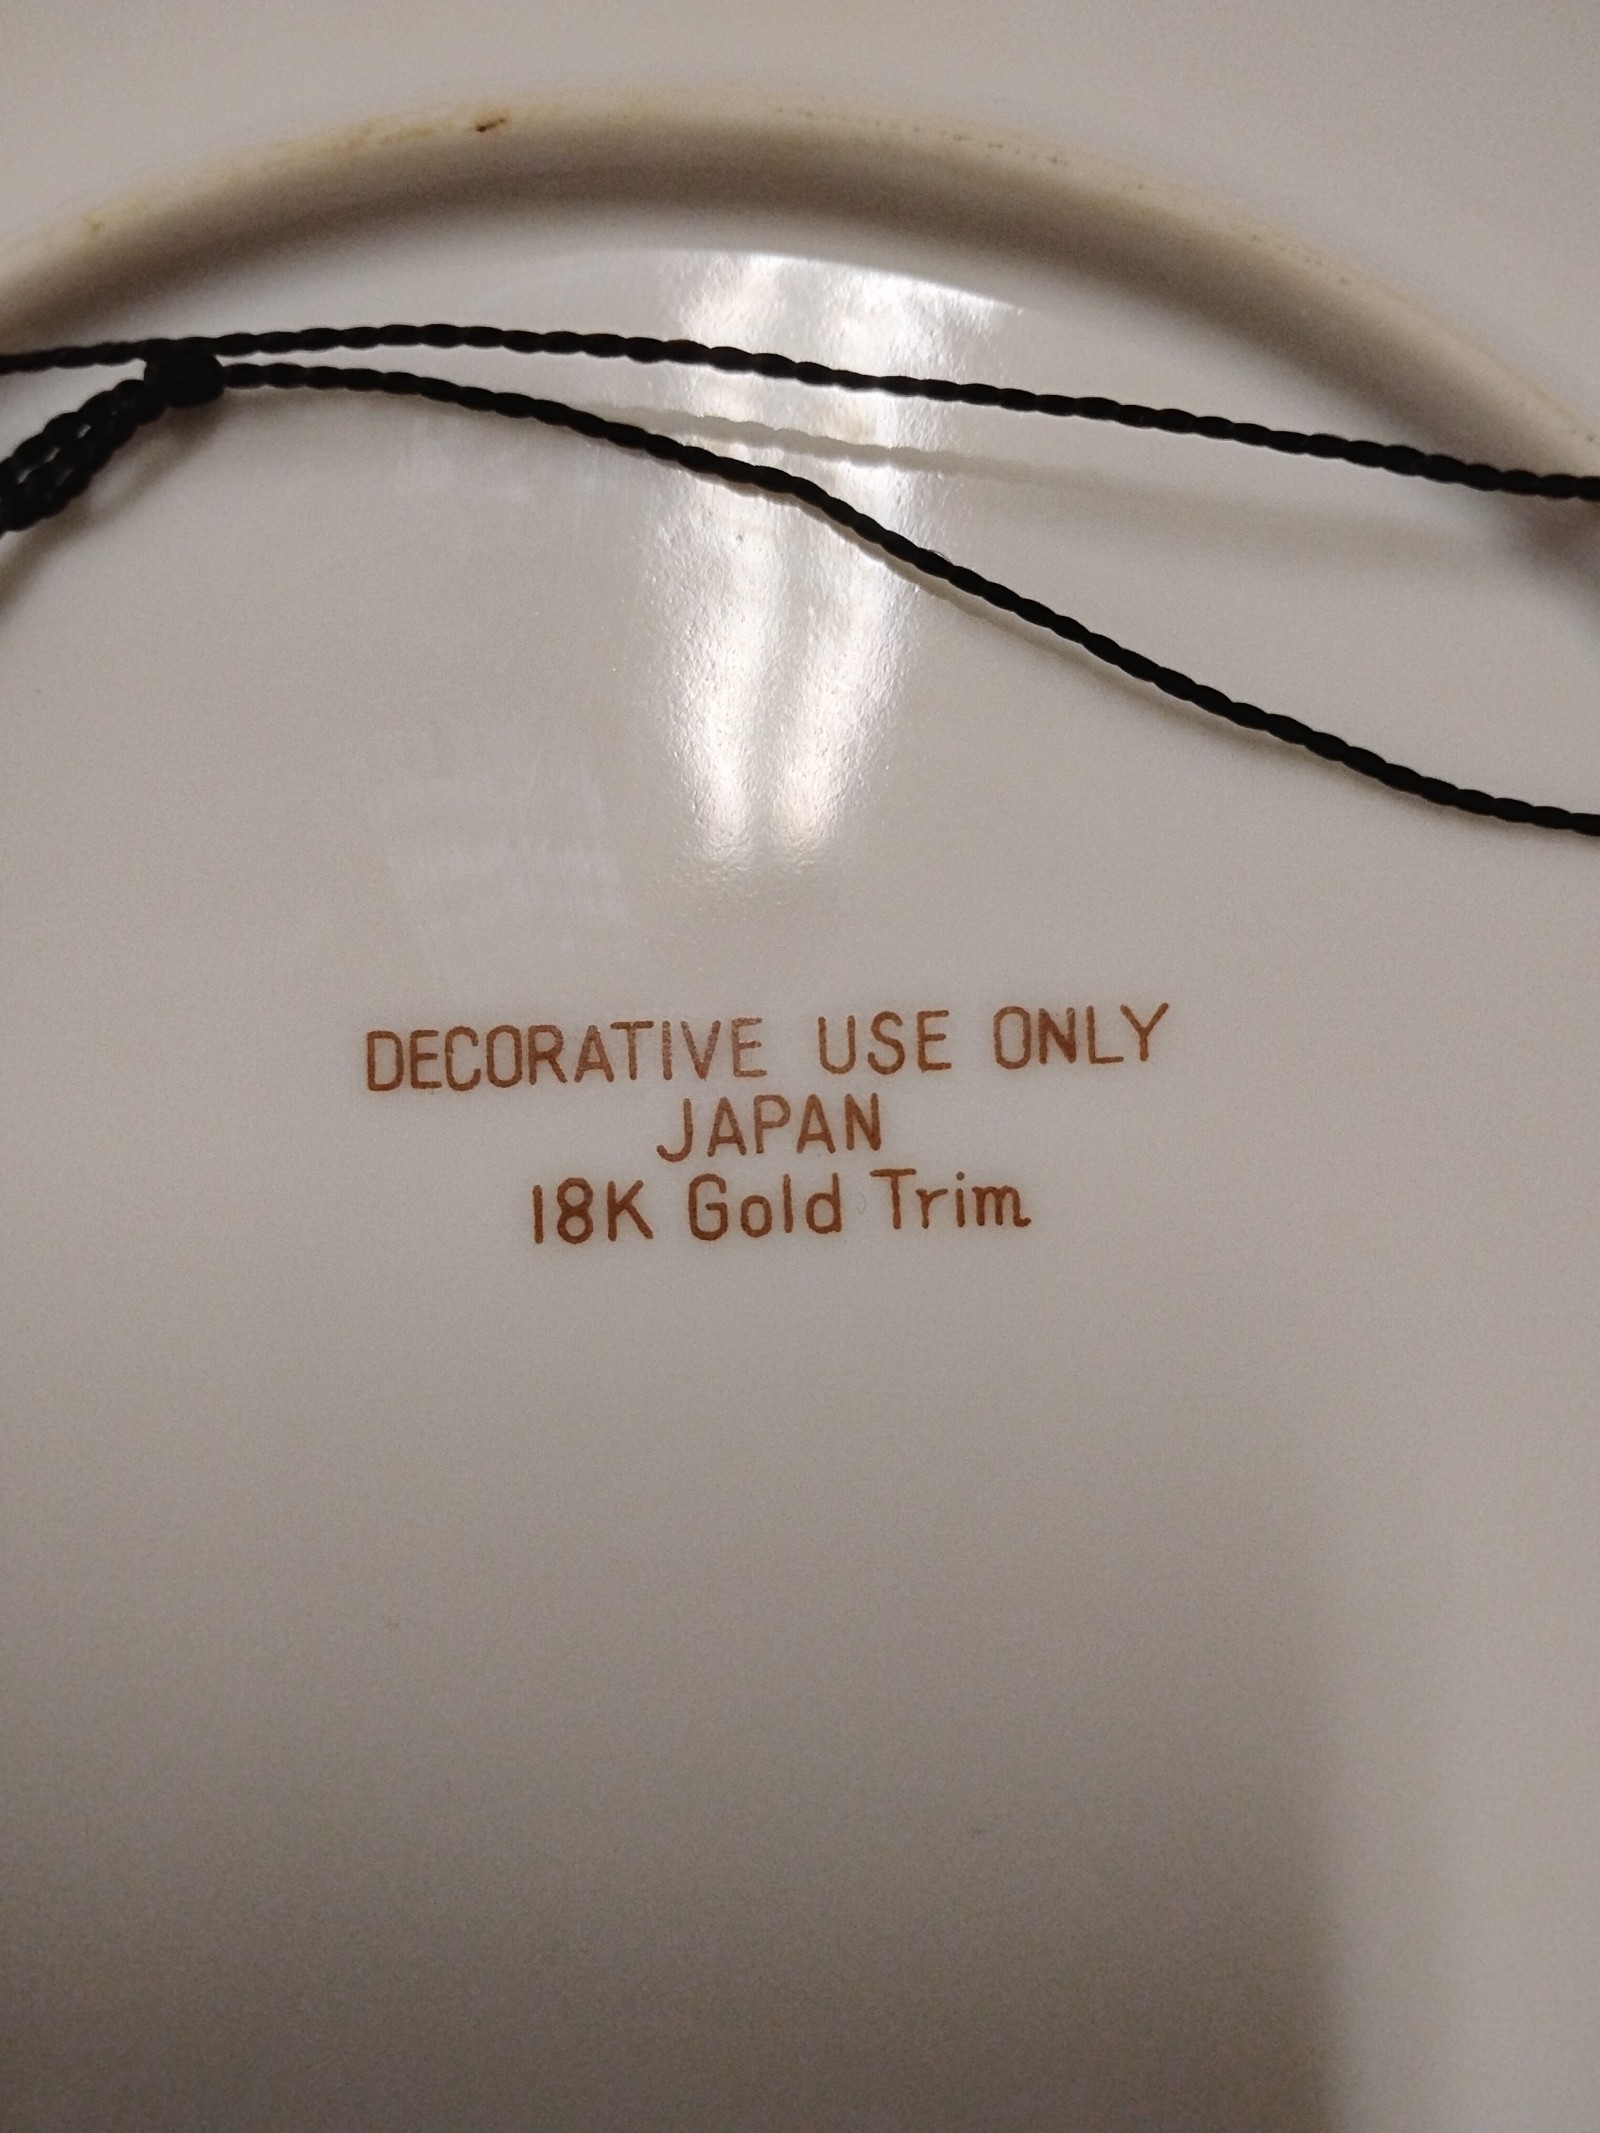 DECORATIVE USE ONLY
JAPAN
18K Gold Trim